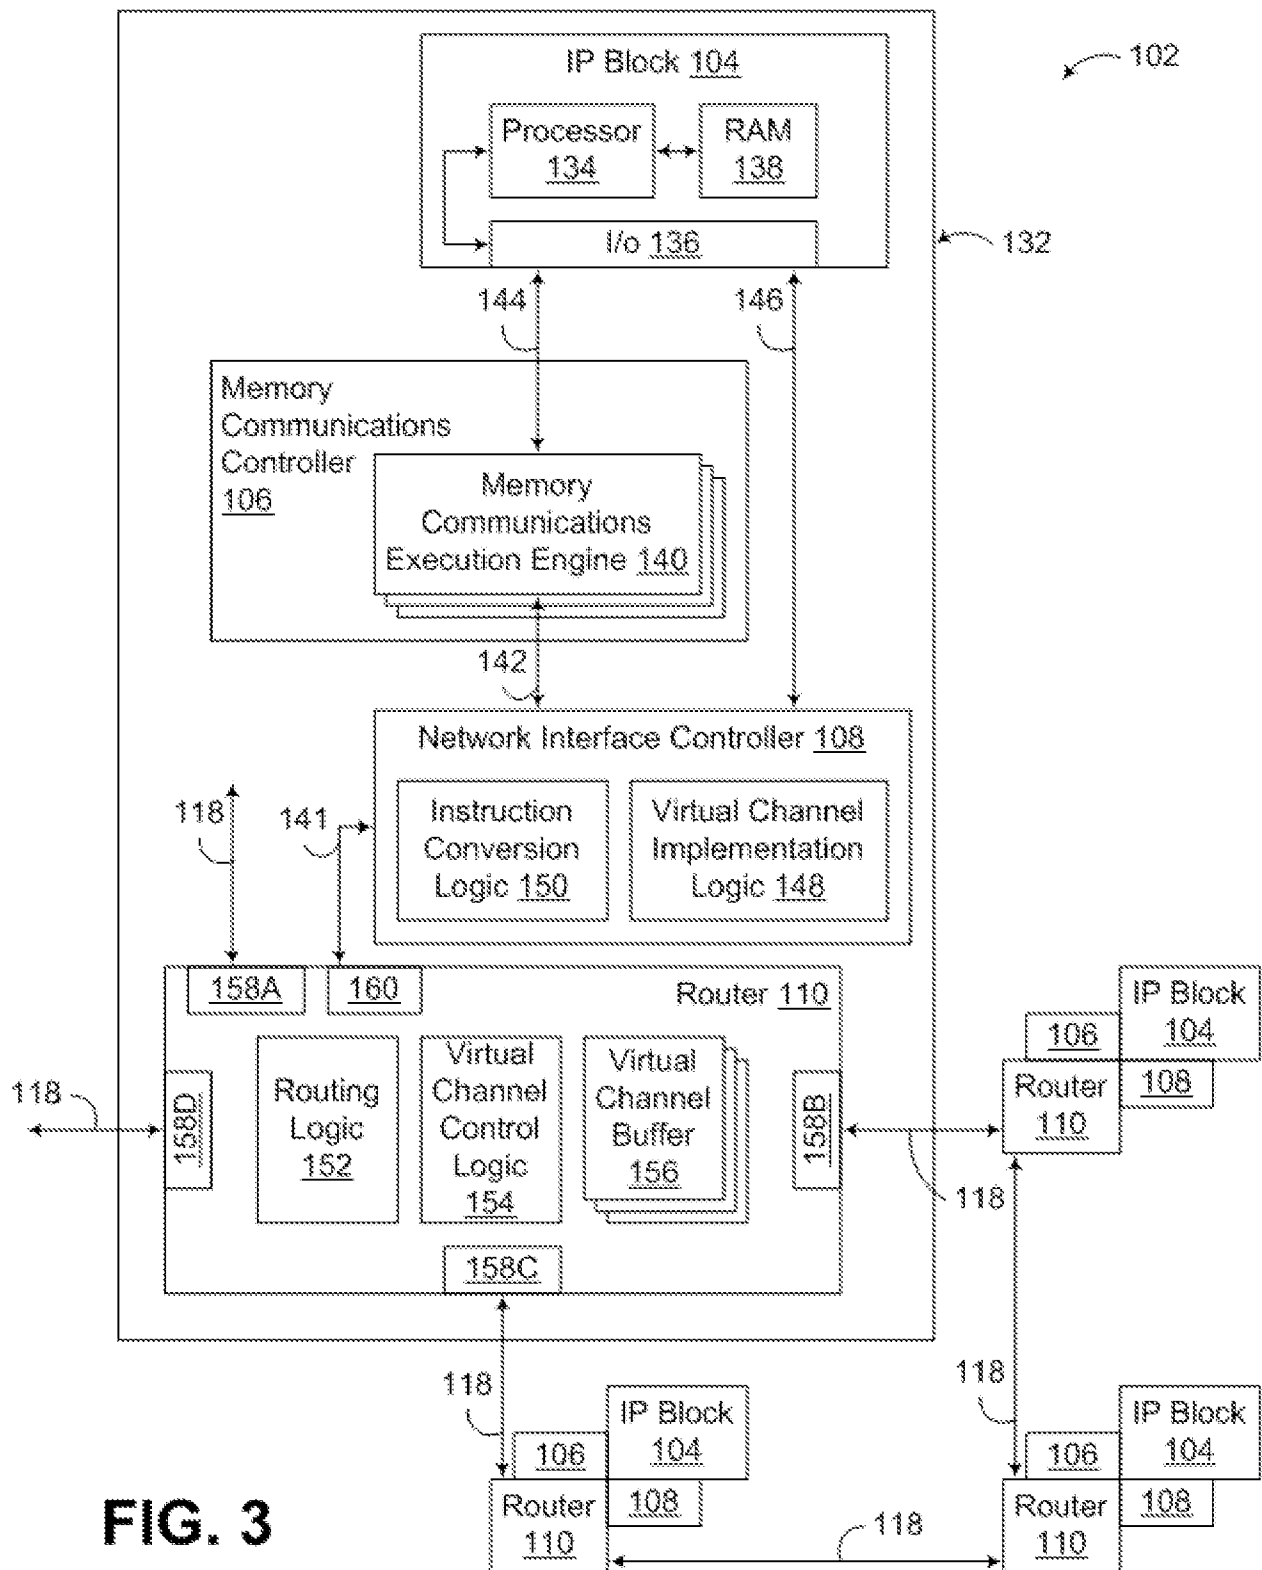 IP Block 104
102
Processor
134
RAM
138
I/o 136
132
144
146
Memory
Communications
Controller
106
Memory
Communications
Execution Engine 140
142
Network Interface Controller 108
118
141
Instruction
Conversion
Logic 150
Virtual Channel
Implementation
Logic 148
158A
160
Router 110
IP Block
104
106
108
Router
110
118
158D
Routing
Logic
152
Virtual
Channel
Control
Logic
154
Virtual
Channel
Buffer
156
158B
118
158C
118
118
IP Block
104
106
108
Router
110
IP Block
104
106
108
Router
110
118
FIG. 3